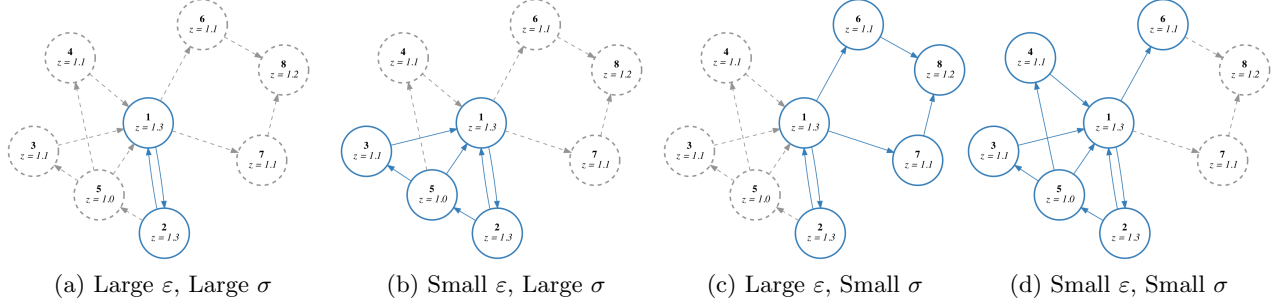 6
z = 1.1
4
z = 1.1
8
z = 1.2
1
z = 1.3
3
z = 1.1
7
z = 1.1
5
z = 1.0
2
z = 1.3
(a) Large ε, Large σ
6
z = 1.1
4
z = 1.1
8
z = 1.2
1
z = 1.3
3
z = 1.1
7
z = 1.1
5
z = 1.0
2
z = 1.3
(b) Small ε, Large σ
6
z = 1.1
4
z = 1.1
8
z = 1.2
1
z = 1.3
3
z = 1.1
7
z = 1.1
5
z = 1.0
2
z = 1.3
(c) Large ε, Small σ
6
z = 1.1
4
z = 1.1
8
z = 1.2
1
z = 1.3
3
z = 1.1
7
z = 1.1
5
z = 1.0
2
z = 1.3
(d) Small ε, Small σ